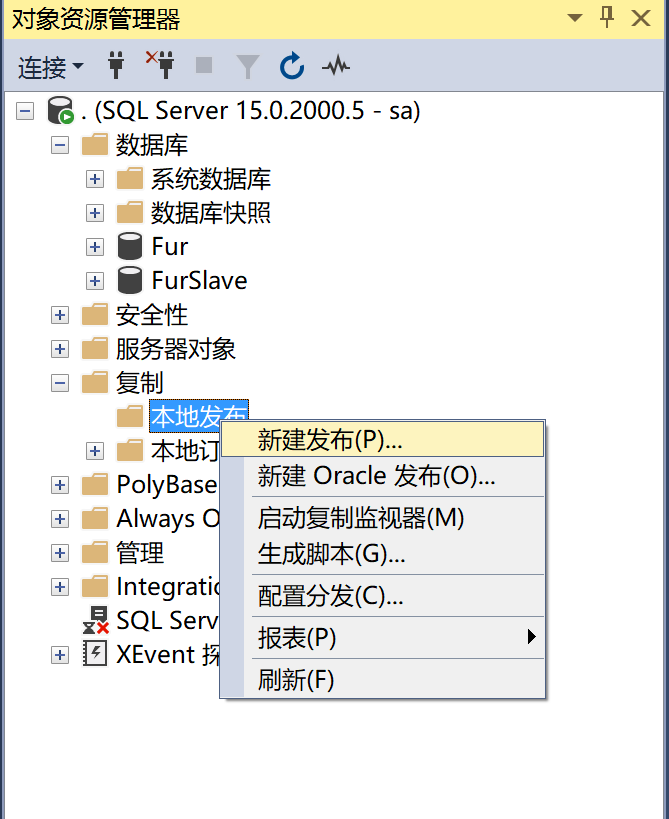 对象资源管理器
连接
. (SQL Server 15.0.2000.5 - sa)
数据库
系统数据库
数据库快照
Fur
FurSlave
安全性
服务器对象
复制
本地发布
新建发布(P)...
本地订
新建 Oracle 发布(O)...
PolyBase
Always O
启动复制监视器(M)
管理
生成脚本(G)...
Integratio
配置分发(C)...
SQL Serv
报表(P)
XEvent 探
刷新(F)